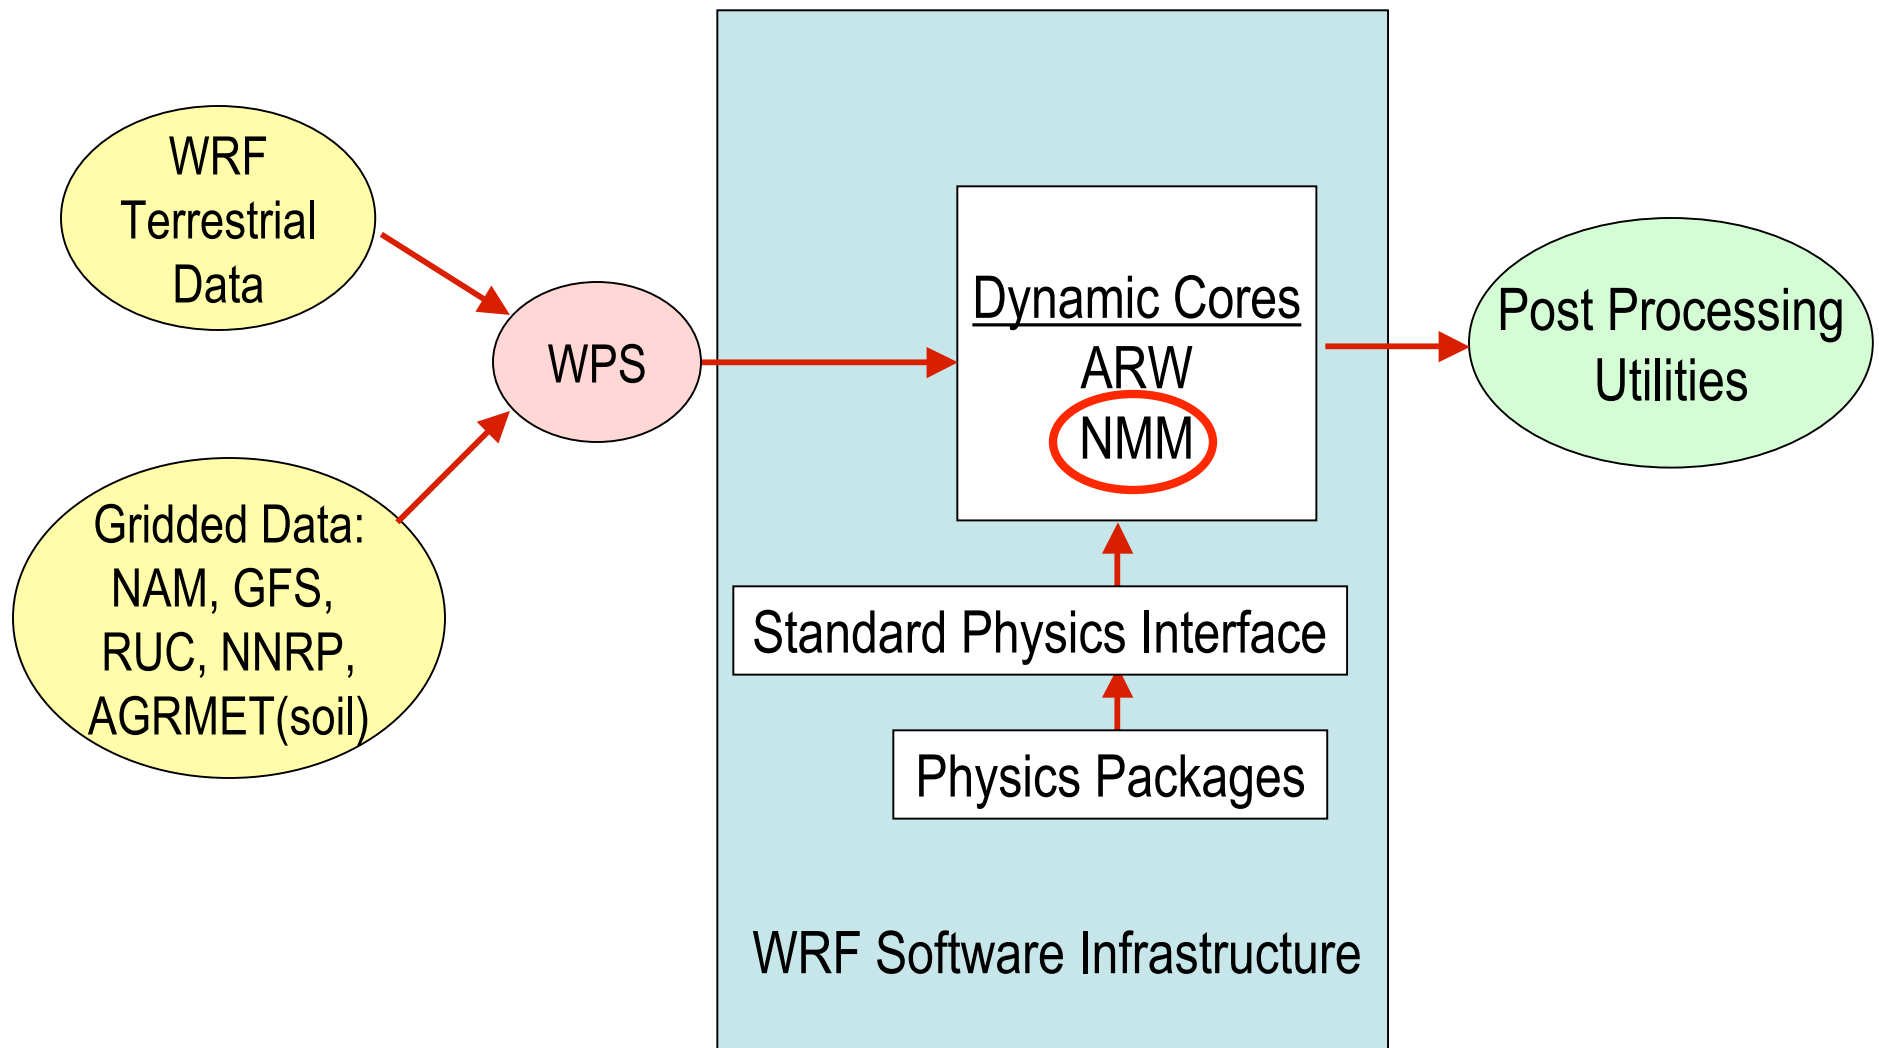 WRF
Terrestrial
Data
Gridded Data:
NAM, GFS,
RUC, NNRP,
AGRMET(soil)
WPS
Dynamic Cores
ARW
NMM
Standard Physics Interface
Physics Packages
WRF Software Infrastructure
Post Processing
Utilities